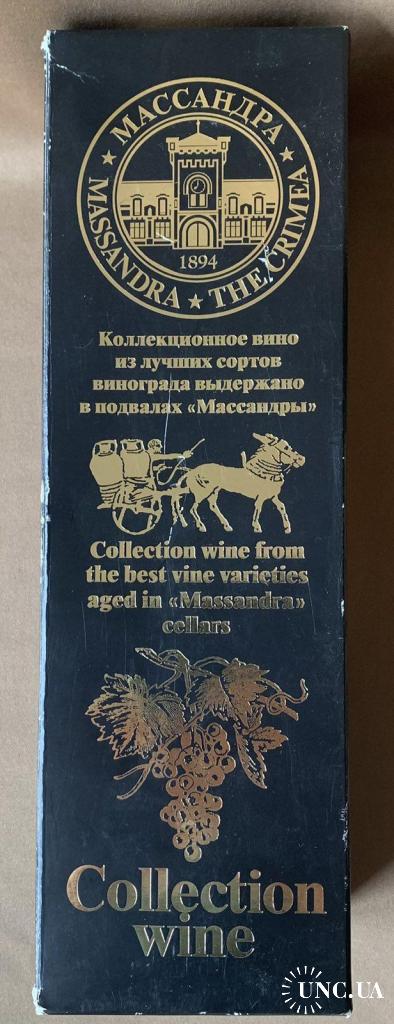 МАССАНДРА
MASSANDRA ★ THE CRIMEA
1894
Коллекционное вино
из лучших сортов
винограда выдержано
в подвалах «Массандры»
Collection wine from
the best vine varieties
aged in «Massandra»
cellars
Collection
wine
UNC.UA